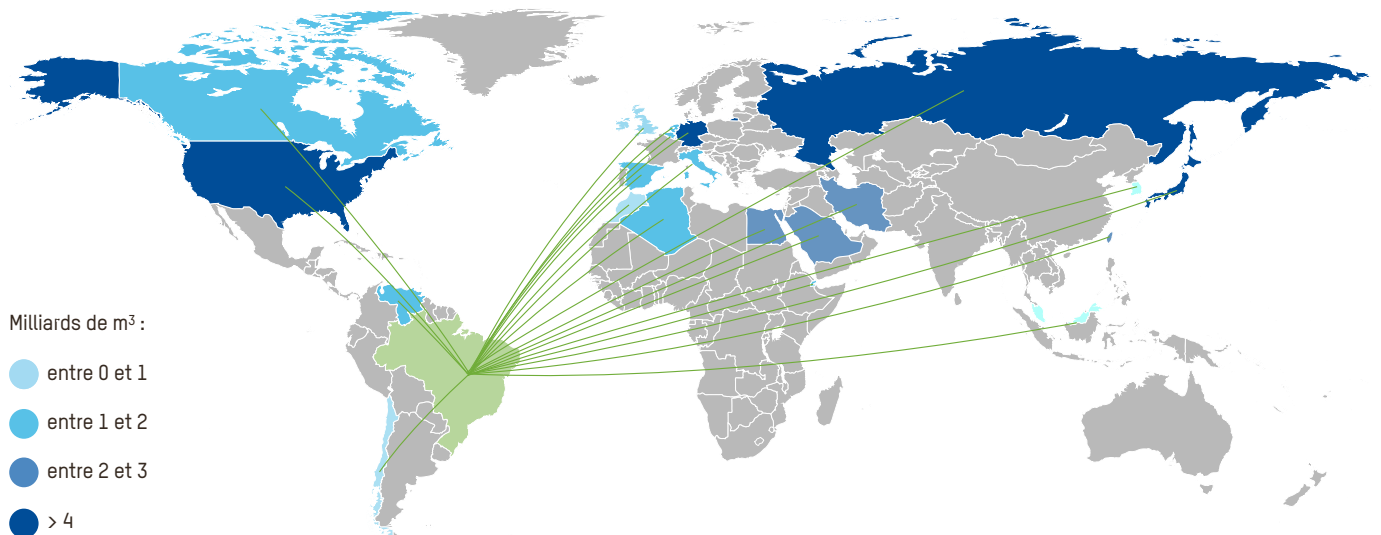 Milliards de m³ :
entre 0 et 1
entre 1 et 2
entre 2 et 3
> 4